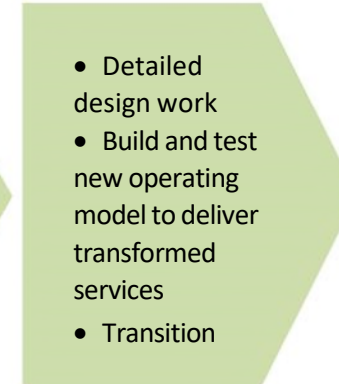 • Detailed
design work
• Build and test
new operating
model to deliver
transformed
services
• Transition